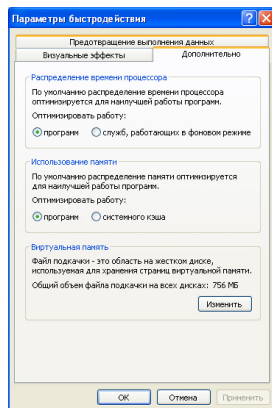 Параметры быстродействия
Предотвращение выполнения данных
Визуальные эффекты
Дополнительно
Распределение времени процессора
По умолчанию распределение времени процессора
оптимизируется для наилучшей работы программ.
Оптимизировать работу:
программ
служб, работающих в фоновом режиме
Использование памяти
По умолчанию распределение памяти оптимизируется
для наилучшей работы програм.
Оптимизировать работу:
программ
системного кэша
Виртуальная память
Файл подкачки - это область на жестком диске,
используемая для хранения страниц виртуальной памяти.
Общий объем файла подкачки на всех дисках: 756 МБ
Изменить
ОК
Отмена
Применить